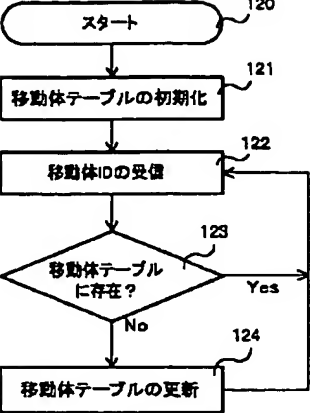 120
スタート
121
移動体テーブルの初期化
122
移動体IDの受信
123
移動体テーブル
に存在?
Yes
No
124
移動体テーブルの更新